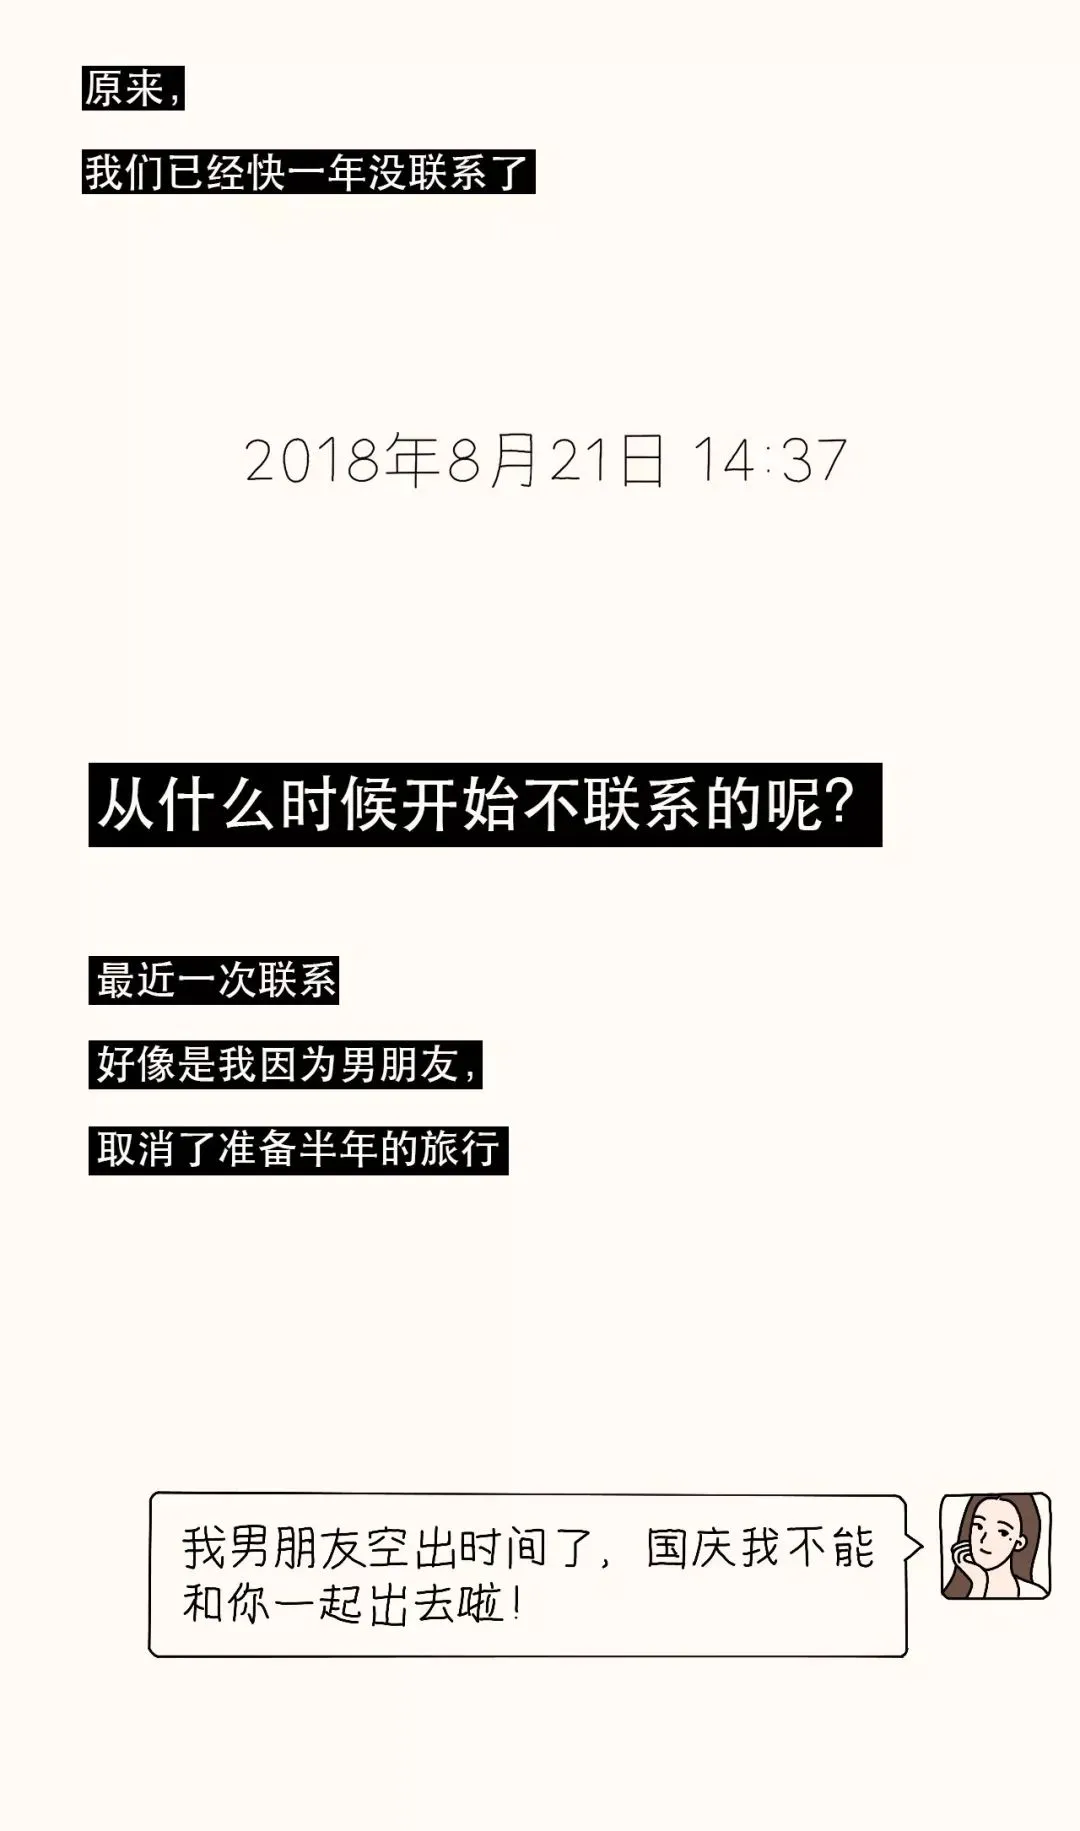 原来，
我们已经快一年没联系了
2018年8月21日 14:37
从什么时候开始不联系的呢？
最近一次联系
好像是我因为男朋友，
取消了准备半年的旅行
我男朋友空出时间了，国庆我不能
和你一起出去啦！